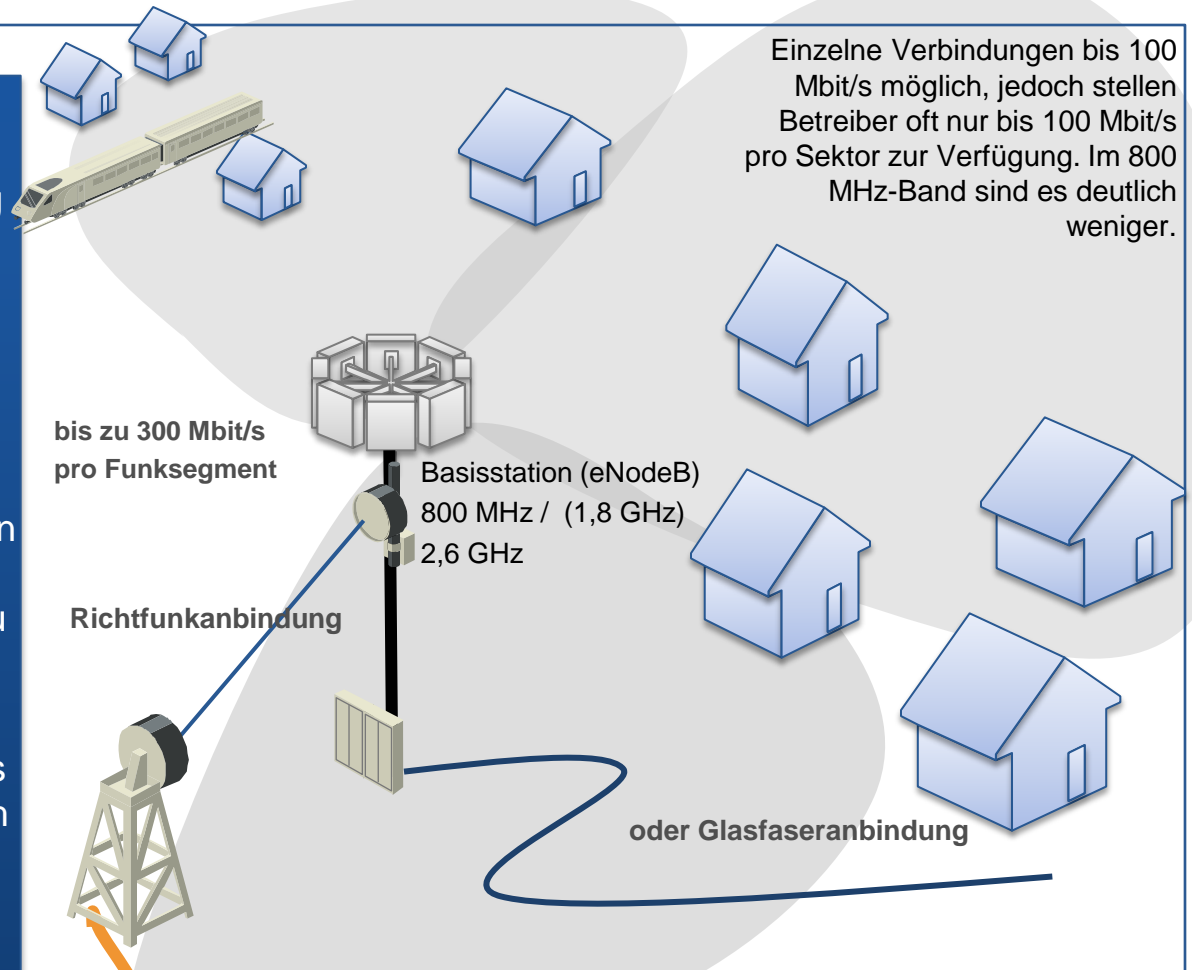 Einzelne Verbindungen bis 100
Mbit/s möglich, jedoch stellen
Betreiber oft nur bis 100 Mbit/s
pro Sektor zur Verfügung. Im 800
MHz-Band sind es deutlich
weniger.
bis zu 300 Mbit/s
pro Funksegment
Basisstation (eNodeB)
800 MHz / (1,8 GHz)
2,6 GHz
Richtfunkanbindung
oder Glasfaseranbindung